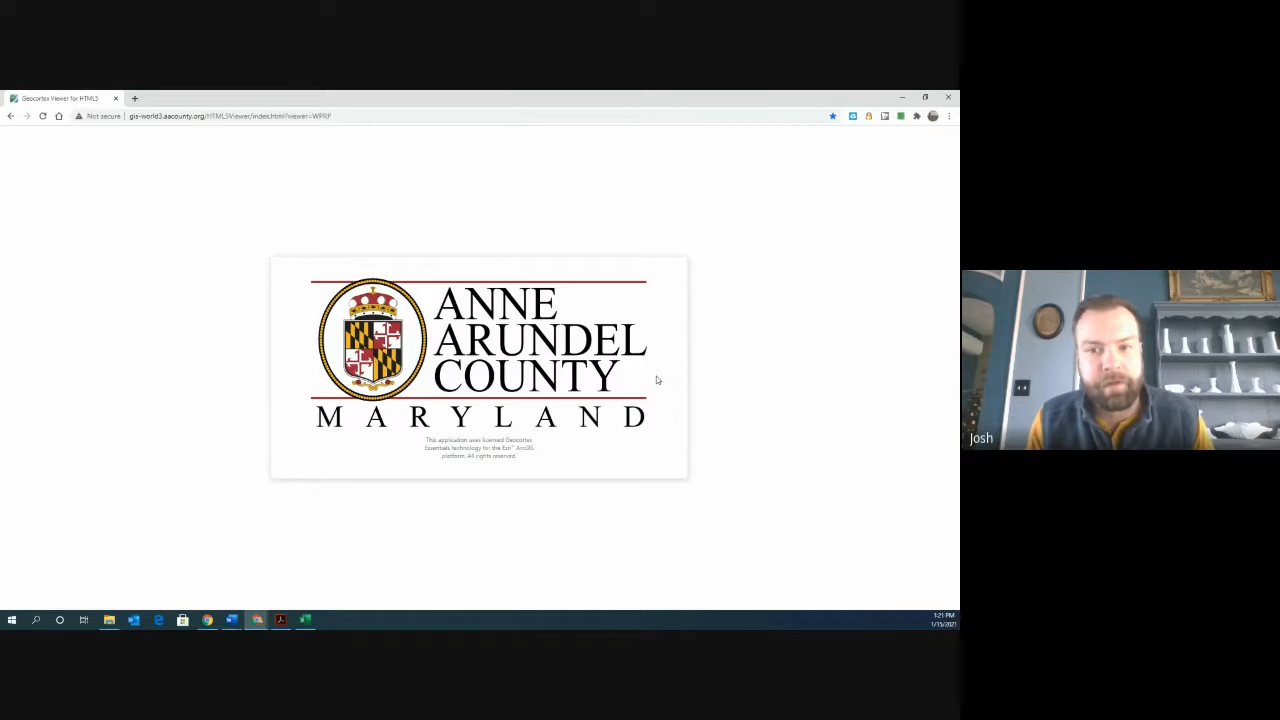 Geocortex Viewer for HTML5
Not secure
gis-world3.aacounty.org/HTML5Viewer/index.html?viewer=WPRP
ANNE
ARUNDEL
COUNTY
MARYLAND
This application uses licensed Geocortex
Essentials technology for the Esri® ArcGIS
platform. All rights reserved.
Josh
1:21 PM
1/15/2021